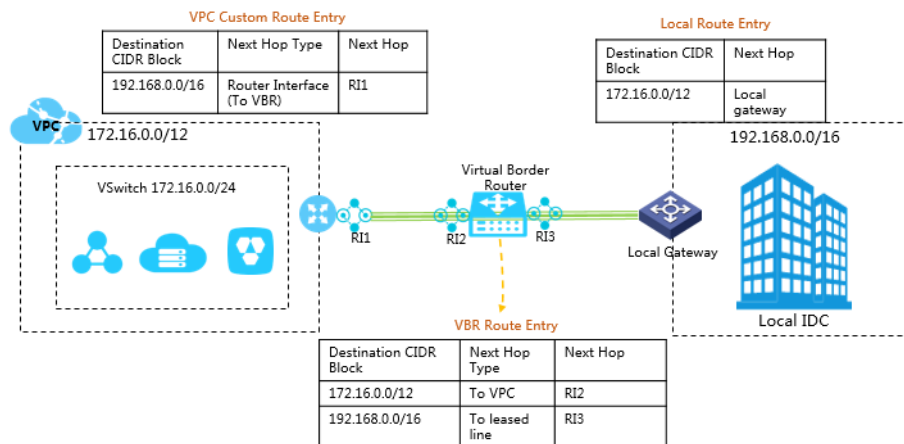 VPC Custom Route Entry
Destination CIDR Block Next Hop Type Next Hop
192.168.0.0/16 Router Interface (To VBR) RI1
Local Route Entry
Destination CIDR Block Next Hop
172.16.0.0/12 Local gateway
VPC
172.16.0.0/12
192.168.0.0/16
VSwitch 172.16.0.0/24
Virtual Border
Router
RI1
RI2
RI3
Local Gateway
Local IDC
VBR Route Entry
Destination CIDR Block Next Hop Type Next Hop
172.16.0.0/12 To VPC RI2
192.168.0.0/16 To leased line RI3